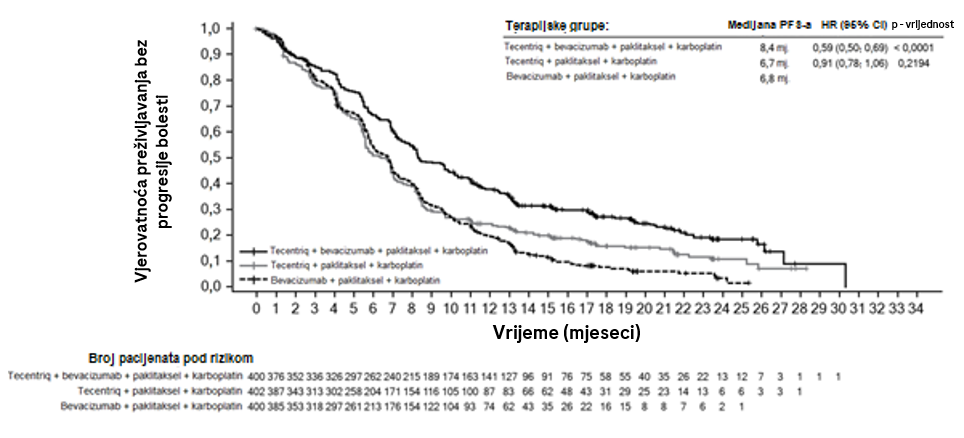 Terapijske grupe: Medijana PFS-a HR (95% CI) p - vrijednost
Tecentriq + bevacizumab + paklitaksel + karboplatin 8,4 mj. 0,59 (0,50; 0,69) < 0,0001
Tecentriq + paklitaksel + karboplatin 6,7 mj. 0,91 (0,78; 1,06) 0,2194
Bevacizumab + paklitaksel + karboplatin 6,8 mj.
Vjerovatnoća preživljavanja bez
progresije bolesti
1,0
0,9
0,8
0,7
0,6
0,5
0,4
0,3
0,2
0,1
0,0
Tecentriq + bevacizumab + paklitaksel + karboplatin
Tecentriq + paklitaksel + karboplatin
Bevacizumab + paklitaksel + karboplatin
0 1 2 3 4 5 6 7 8 9 10 11 12 13 14 15 16 17 18 19 20 21 22 23 24 25 26 27 28 29 30 31 32 33 34
Vrijeme (mjeseci)
Broj pacijenata pod rizikom
Tecentriq + bevacizumab + paklitaksel + karboplatin 400 376 352 336 326 297 262 240 215 189 174 163 141 127 96 91 76 75 58 55 40 35 26 22 13 12 7 3 1 1 1
Tecentriq + paklitaksel + karboplatin 402 387 343 313 302 258 204 171 154 116 105 100 87 83 66 62 48 43 31 29 25 23 14 13 6 6 3 3 1
Bevacizumab + paklitaksel + karboplatin 400 385 353 318 297 261 213 176 154 122 104 93 74 62 43 35 26 22 16 15 8 8 7 6 2 1